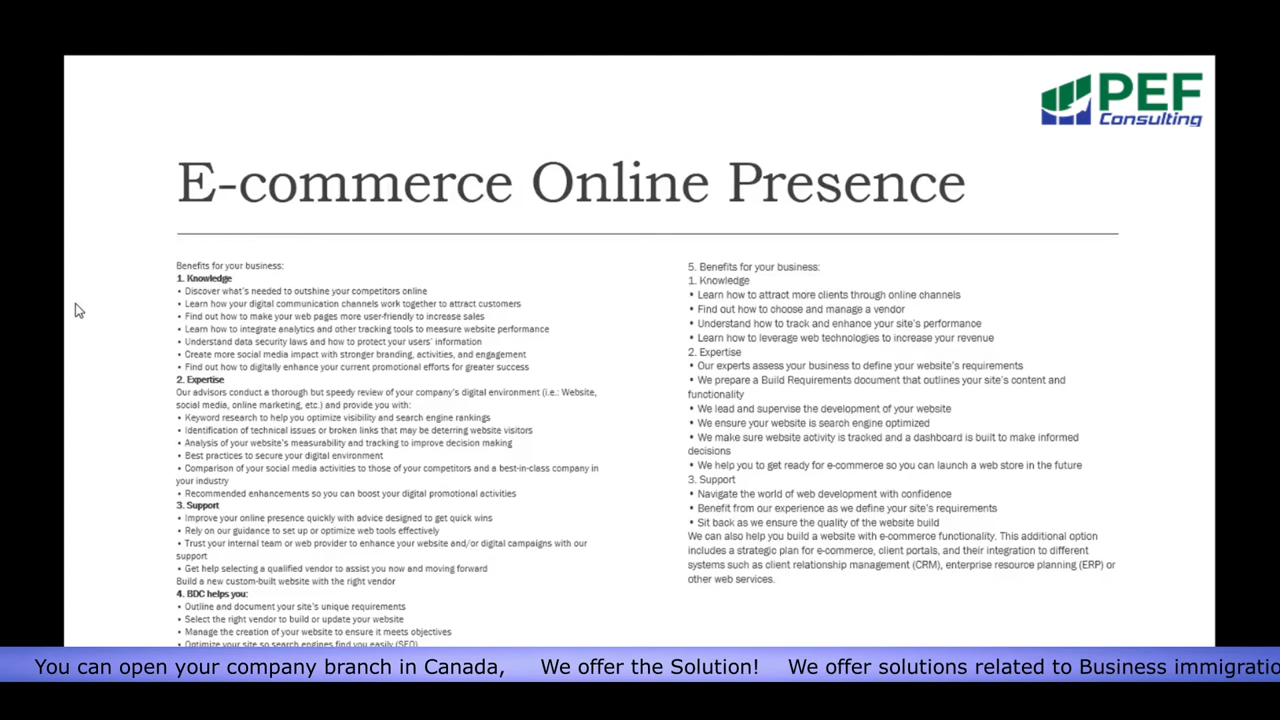 PEF
Consulting
E-commerce Online Presence
Benefits for your business:
1. Knowledge
• Discover what's needed to outshine your competitors online
• Learn how your digital communication channels work together to attract customers
• Find out how to make your web pages more user-friendly to increase sales
• Learn how to integrate analytics and other tracking tools to measure website performance
• Understand data security laws and how to protect your users' information
• Create more social media impact with stronger branding, activities, and engagement
• Find out how to digitally enhance your current promotional efforts for greater success
2. Expertise
Our advisors conduct a thorough but speedy review of your company's digital environment (i.e.: Website,
social media, online marketing, etc.) and provide you with:
• Keyword research to help you optimize visibility and search engine rankings
• Identification of technical issues or broken links that may be deterring website visitors
• Analysis of your website's measurability and tracking to improve decision making
• Best practices to secure your digital environment
• Comparison of your social media activities to those of your competitors and a best-in-class company in
your industry
• Recommended enhancements so you can boost your digital promotional activities
3. Support
• Improve your online presence quickly with advice designed to get quick wins
• Rely on our guidance to set up or optimize web tools effectively
• Trust your internal team or web provider to enhance your website and/or digital campaigns with our
support
• Get help selecting a qualified vendor to assist you now and moving forward
Build a new custom-built website with the right vendor
4. BDC helps you:
• Outline and document your site's unique requirements
• Select the right vendor to build or update your website
• Manage the creation of your website to ensure it meets objectives
• Optimize your site so search engines find you easily (SEO)
5. Benefits for your business:
1. Knowledge
• Learn how to attract more clients through online channels
• Find out how to choose and manage a vendor
• Understand how to track and enhance your site's performance
• Learn how to leverage web technologies to increase your revenue
2. Expertise
• Our experts assess your business to define your website's requirements
• We prepare a Build Requirements document that outlines your site's content and
functionality
• We lead and supervise the development of your website
• We ensure your website is search engine optimized
• We make sure website activity is tracked and a dashboard is built to make informed
decisions
• We help you to get ready for e-commerce so you can launch a web store in the future
3. Support
• Navigate the world of web development with confidence
• Benefit from our experience as we define your site's requirements
• Sit back as we ensure the quality of the website build
We can also help you build a website with e-commerce functionality. This additional option
includes a strategic plan for e-commerce, client portals, and their integration to different
systems such as client relationship management (CRM), enterprise resource planning (ERP) or
other web services.
You can open your company branch in Canada, We offer the Solution! We offer solutions related to Business immigratio